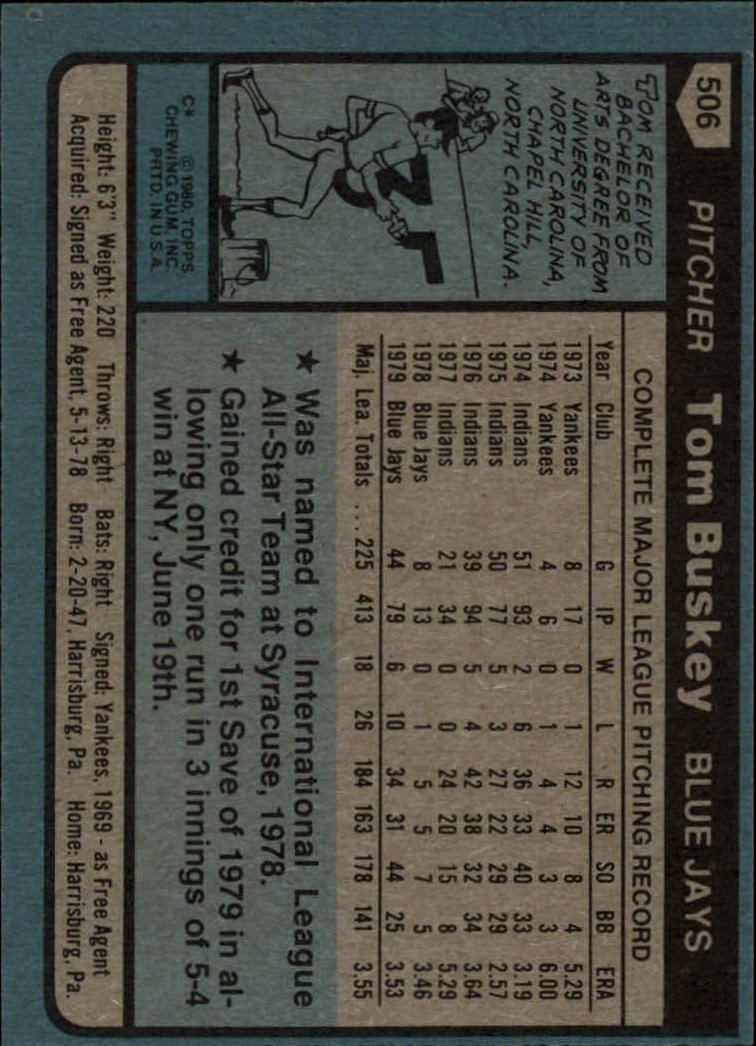 506 PITCHER Tom Buskey BLUE JAYS
TOM RECEIVED
BACHELOR OF
ARTS DEGREE FROM
UNIVERSITY OF
NORTH CAROLINA,
CHAPEL HILL,
NORTH CAROLINA.
NC
C* © 1980 TOPPS
CHEWING GUM, INC.
PRTD. IN U.S.A.
COMPLETE MAJOR LEAGUE PITCHING RECORD
Year Club G IP W L R ER SO BB ERA
1973 Yankees 8 17 0 1 12 10 8 4 5.29
1974 Yankees 4 6 0 1 4 4 3 3 6.00
1974 Indians 51 93 2 6 36 33 40 33 3.19
1975 Indians 50 77 5 3 27 22 29 29 2.57
1976 Indians 39 94 5 4 42 38 32 34 3.64
1977 Indians 21 34 0 0 24 20 15 8 5.29
1978 Blue Jays 8 13 0 1 5 5 7 5 3.46
1979 Blue Jays 44 79 6 10 34 31 44 25 3.53
Maj. Lea. Totals ... 225 413 18 26 184 163 178 141 3.55
★ Was named to International League
All-Star Team at Syracuse, 1978.
★ Gained credit for 1st Save of 1979 in al-
lowing only one run in 3 innings of 5-4
win at NY, June 19th.
Height: 6'3" Weight: 220 Throws: Right Bats: Right Signed: Yankees, 1969 - as Free Agent
Acquired: Signed as Free Agent, 5-13-78 Born: 2-20-47, Harrisburg, Pa. Home: Harrisburg, Pa.